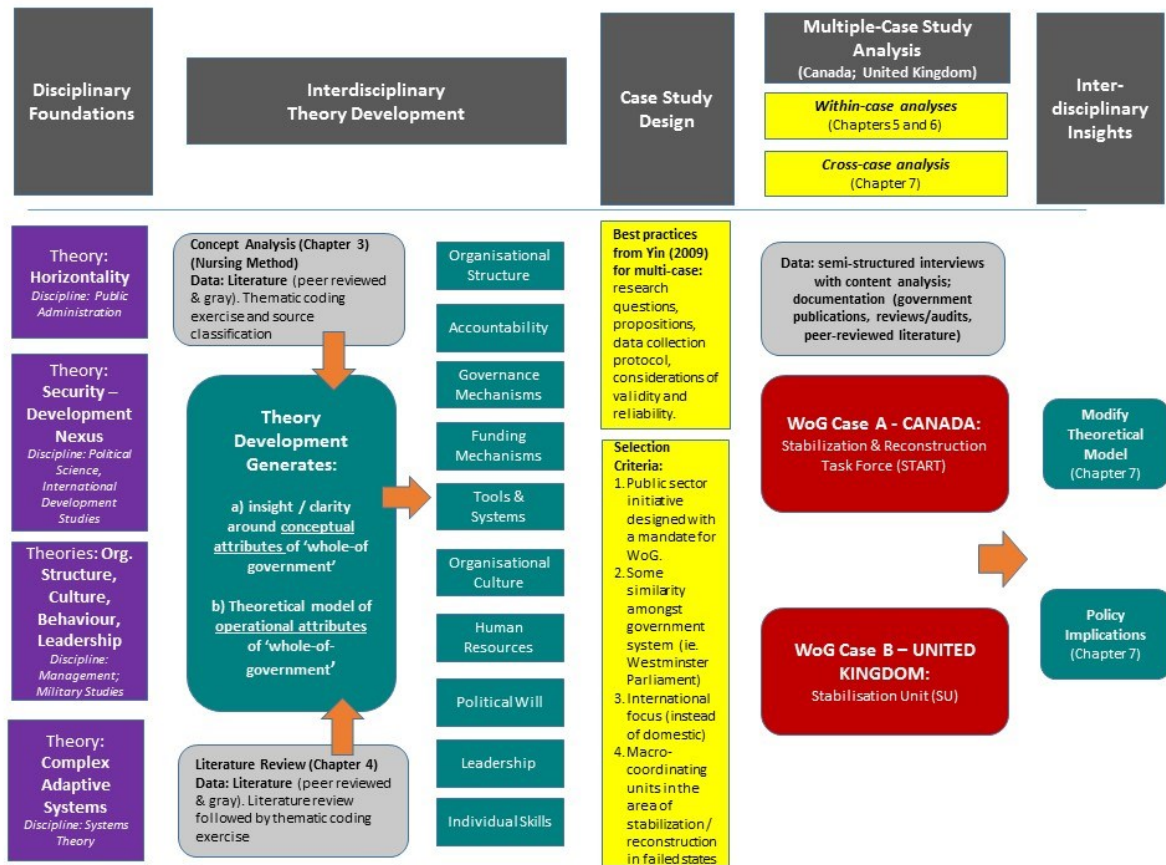 Disciplinary
Foundations
Interdisciplinary
Theory Development
Case Study
Design
Multiple-Case Study
Analysis
(Canada; United Kingdom)
Within-case analyses
(Chapters 5 and 6)
Cross-case analysis
(Chapter 7)
Inter-
disciplinary
Insights
Theory:
Horizontality
Discipline: Public
Administration
Theory:
Security –
Development
Nexus
Discipline: Political
Science,
International
Development
Studies
Theories: Org.
Structure,
Culture,
Behaviour,
Leadership
Discipline:
Management;
Military Studies
Theory:
Complex
Adaptive
Systems
Discipline: Systems
Theory
Concept Analysis (Chapter 3)
(Nursing Method)
Data: Literature (peer reviewed
& gray). Thematic coding
exercise and source
classification
Theory
Development
Generates:
a) insight / clarity
around conceptual
attributes of 'whole-of
government'
b) Theoretical model of
operational attributes
of 'whole-of-
government'
Literature Review (Chapter 4)
Data: Literature (peer reviewed
& gray). Literature review
followed by thematic coding
exercise
Organisational
Structure
Accountability
Governance
Mechanisms
Funding
Mechanisms
Tools &
Systems
Organisational
Culture
Human
Resources
Political Will
Leadership
Individual Skills
Best practices
from Yin (2009)
for multi-case:
research
questions,
propositions,
data collection
protocol,
considerations of
validity and
reliability.
Selection
Criteria:
1. Public sector
initiative
designed with
a mandate for
WoG.
2. Some
similarity
amongst
government
system (ie.
Westminster
Parliament)
3. International
focus (instead
of domestic)
4. Macro-
coordinating
units in the
area of
stabilization /
reconstruction
in failed states
Data: semi-structured interviews
with content analysis;
documentation (government
publications, reviews/audits,
peer-reviewed literature)
WoG Case A - CANADA:
Stabilization & Reconstruction
Task Force (START)
WoG Case B – UNITED
KINGDOM:
Stabilisation Unit (SU)
Modify
Theoretical
Model
(Chapter 7)
Policy
Implications
(Chapter 7)